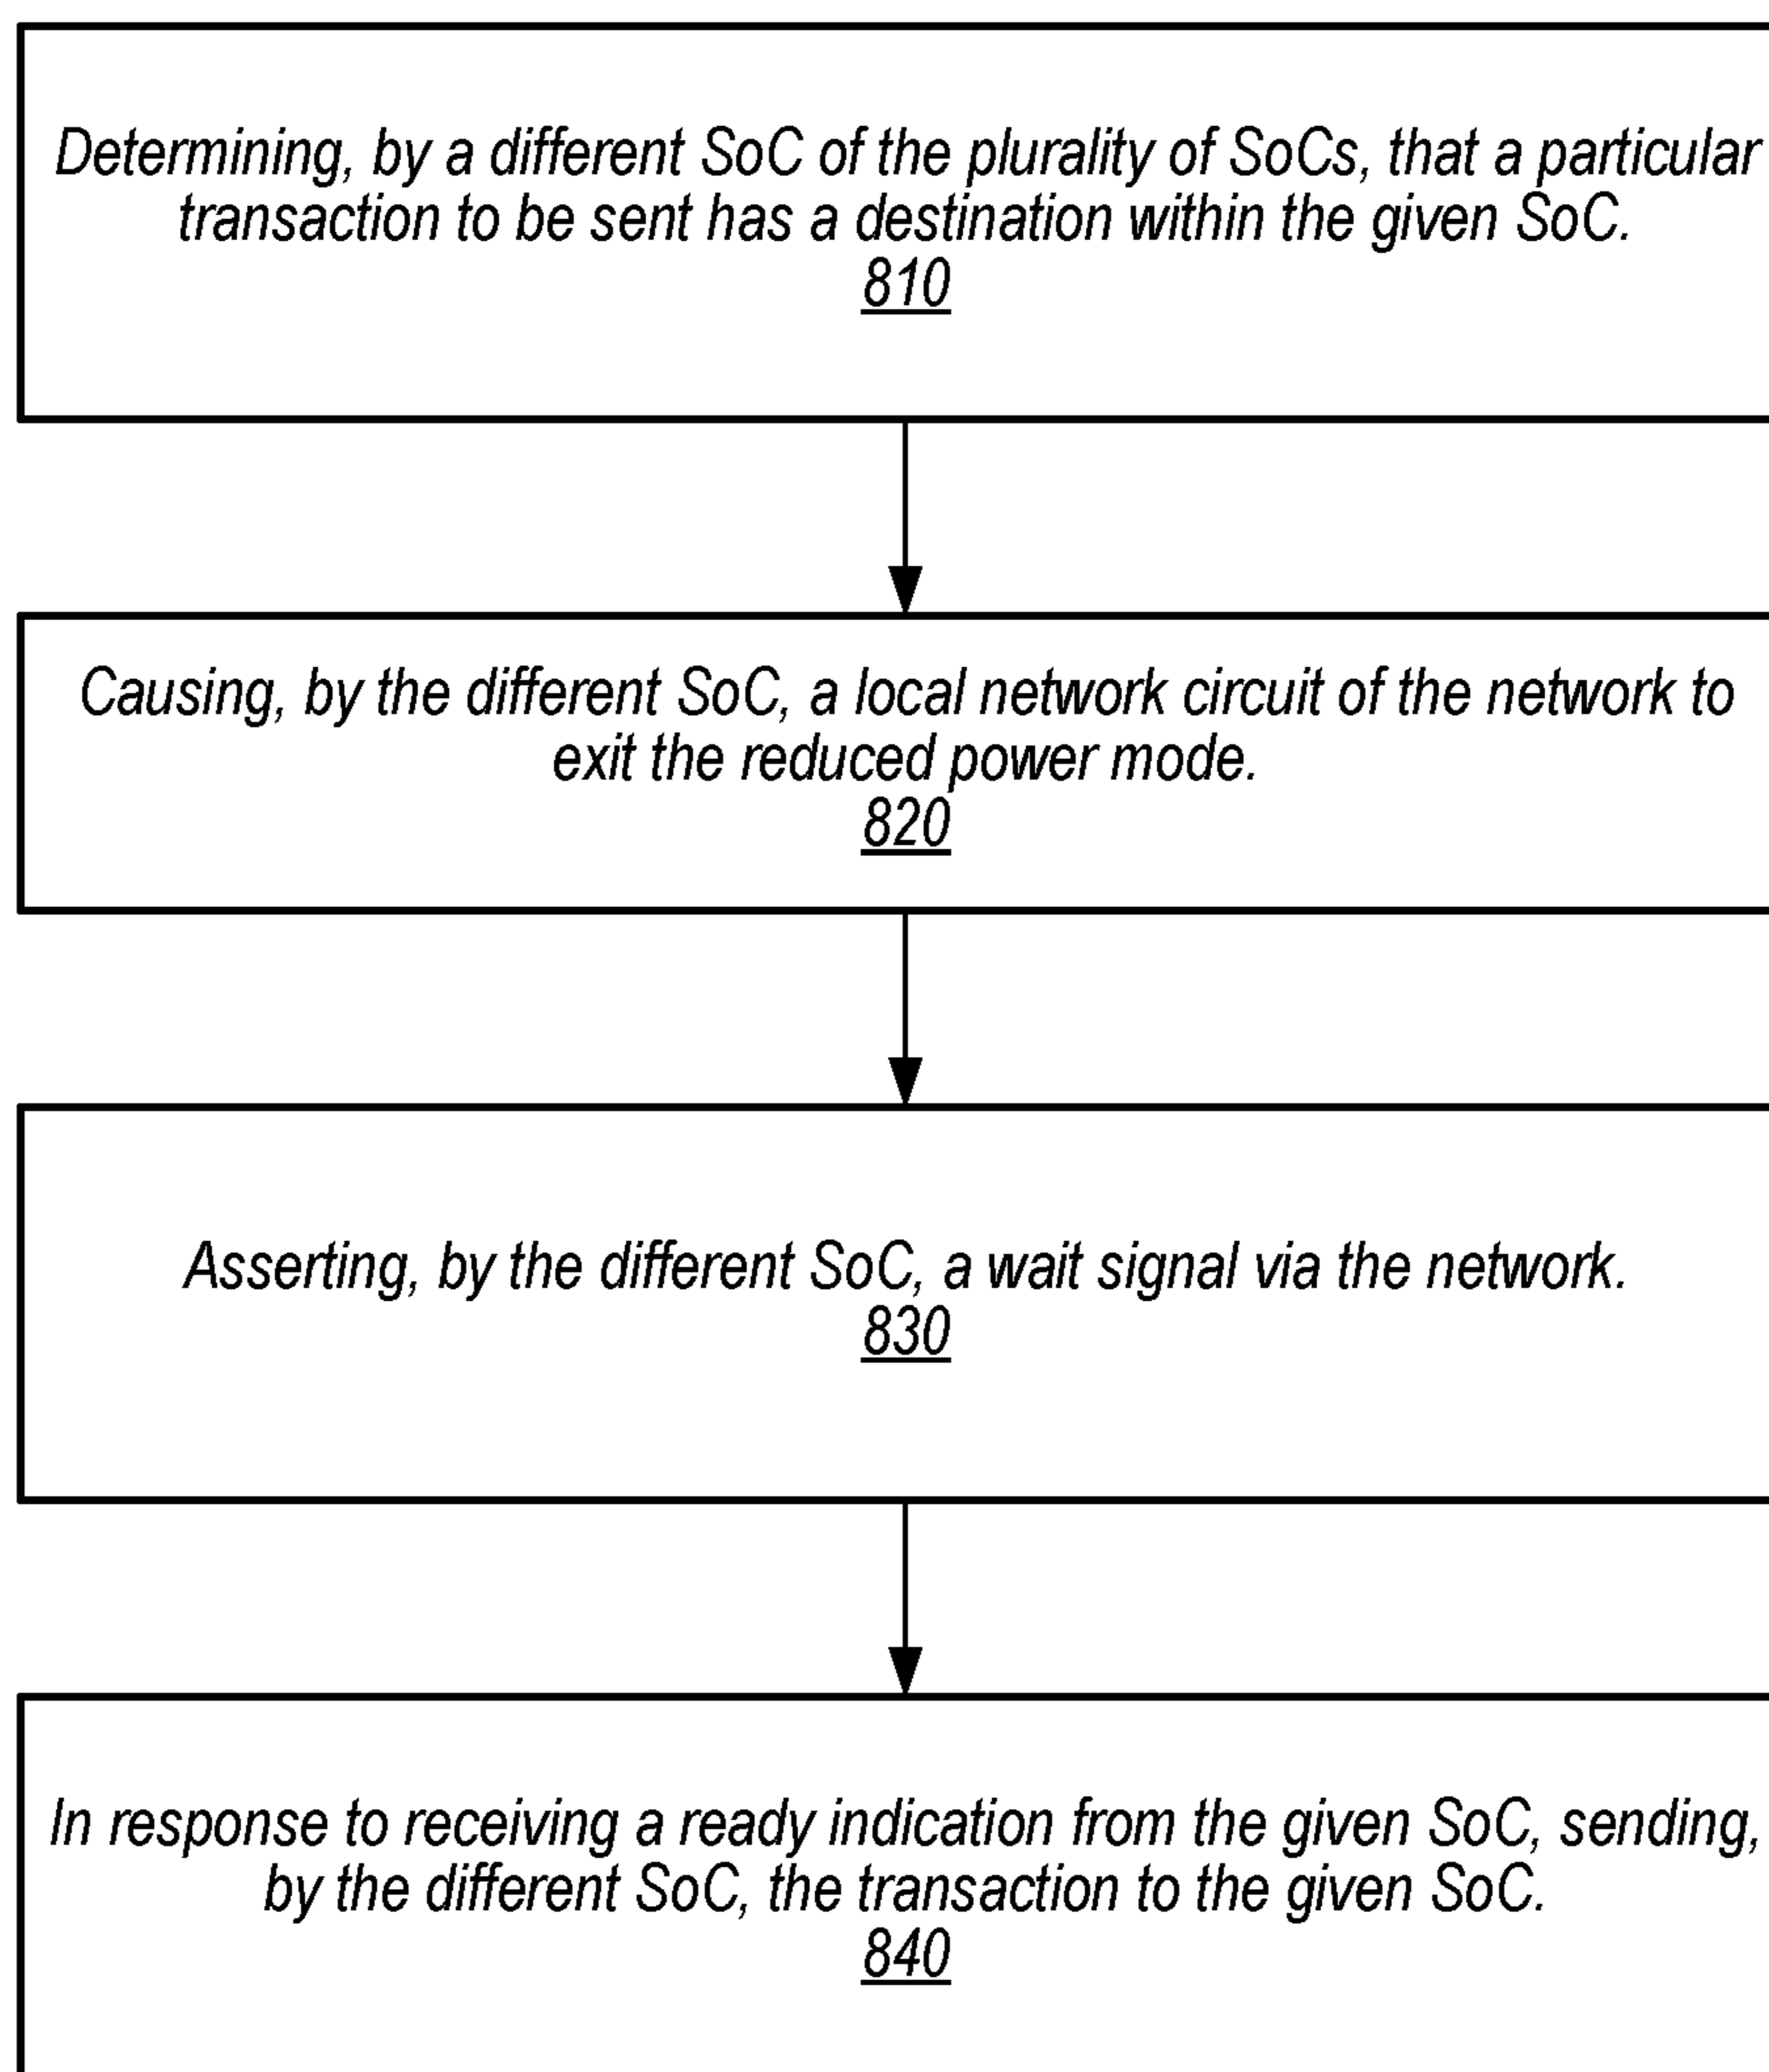 Determining, by a different SoC of the plurality of SoCs, that a particular
transaction to be sent has a destination within the given SoC.
810
Causing, by the different SoC, a local network circuit of the network to
exit the reduced power mode.
820
Asserting, by the different SoC, a wait signal via the network.
830
In response to receiving a ready indication from the given SoC, sending,
by the different SoC, the transaction to the given SoC.
840